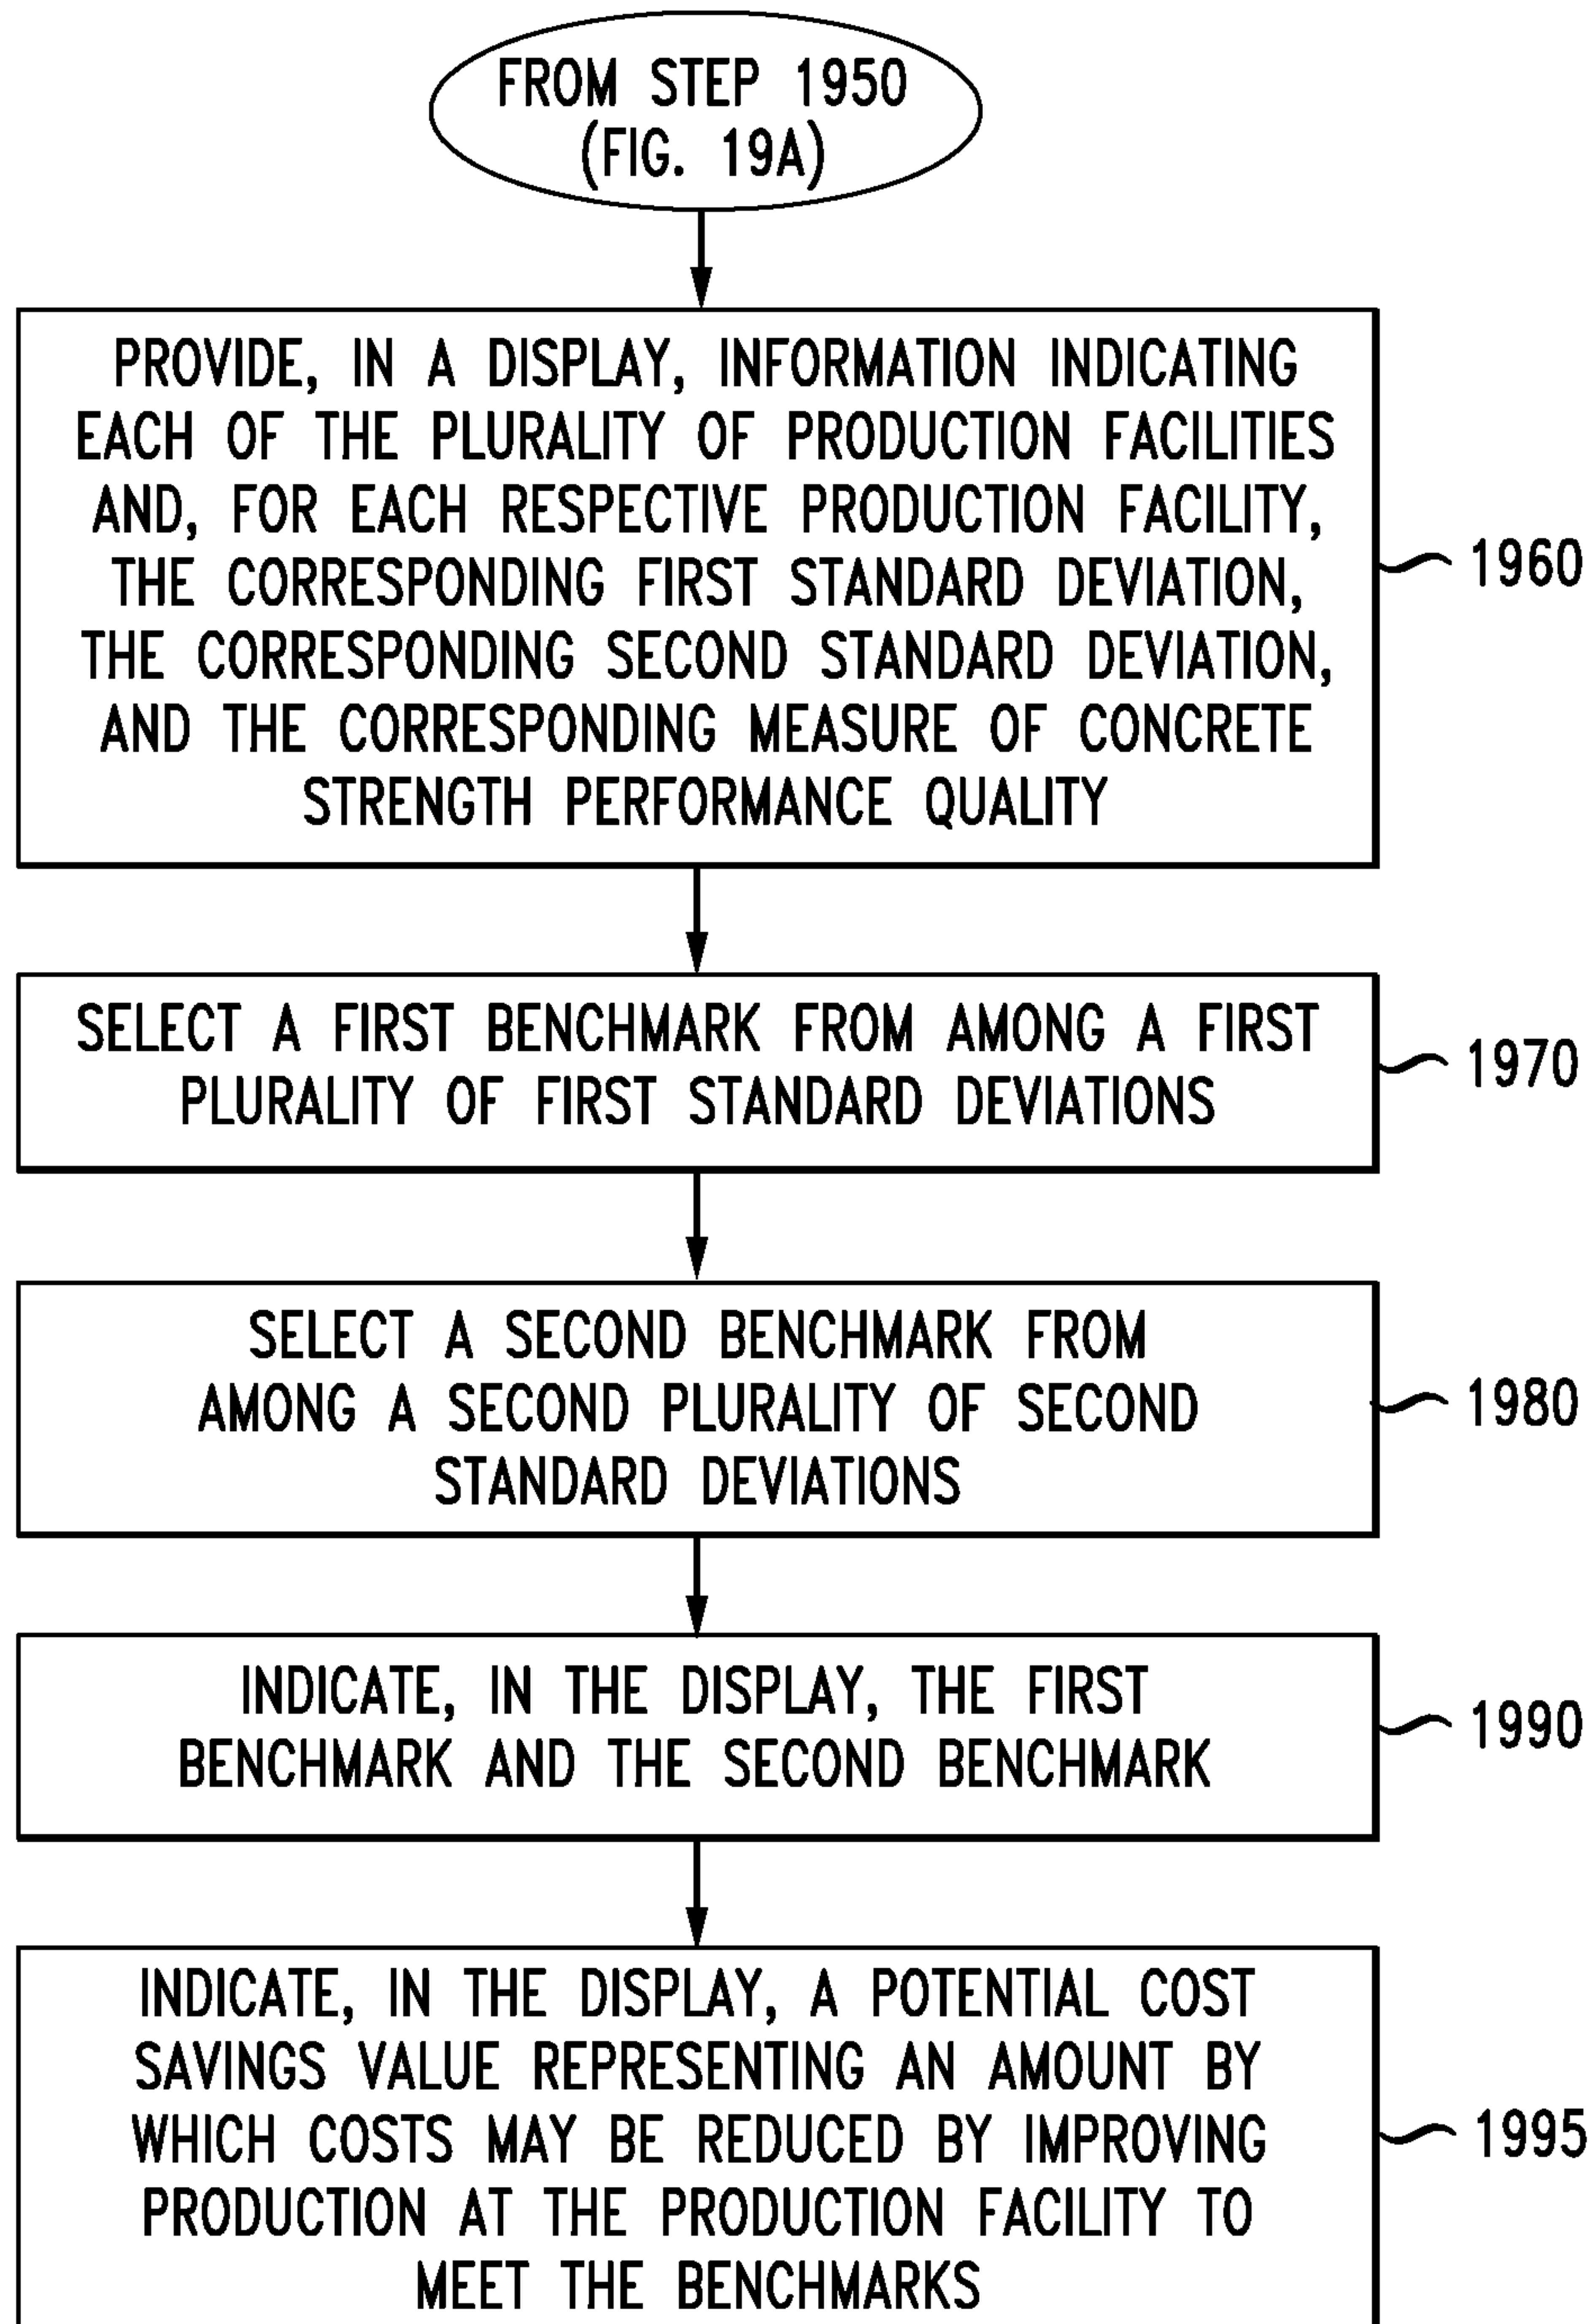 FROM STEP 1950
(FIG. 19A)
PROVIDE, IN A DISPLAY, INFORMATION INDICATING
EACH OF THE PLURALITY OF PRODUCTION FACILITIES
AND, FOR EACH RESPECTIVE PRODUCTION FACILITY,
THE CORRESPONDING FIRST STANDARD DEVIATION,
THE CORRESPONDING SECOND STANDARD DEVIATION,
AND THE CORRESPONDING MEASURE OF CONCRETE
STRENGTH PERFORMANCE QUALITY
1960
SELECT A FIRST BENCHMARK FROM AMONG A FIRST
PLURALITY OF FIRST STANDARD DEVIATIONS
1970
SELECT A SECOND BENCHMARK FROM
AMONG A SECOND PLURALITY OF SECOND
STANDARD DEVIATIONS
1980
INDICATE, IN THE DISPLAY, THE FIRST
BENCHMARK AND THE SECOND BENCHMARK
1990
INDICATE, IN THE DISPLAY, A POTENTIAL COST
SAVINGS VALUE REPRESENTING AN AMOUNT BY
WHICH COSTS MAY BE REDUCED BY IMPROVING
PRODUCTION AT THE PRODUCTION FACILITY TO
MEET THE BENCHMARKS
1995